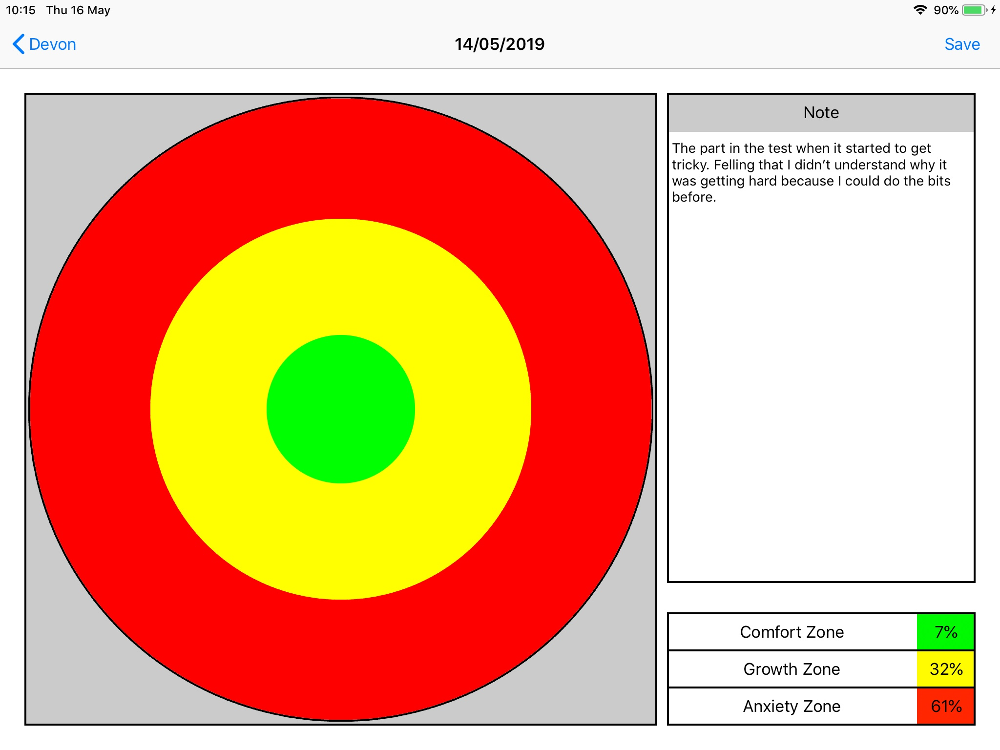 10:15 Thu 16 May 90%
Devon 14/05/2019 Save
Note
The part in the test when it started to get
tricky. Felling that I didn’t understand why it
was getting hard because I could do the bits
before.
Comfort Zone 7%
Growth Zone 32%
Anxiety Zone 61%